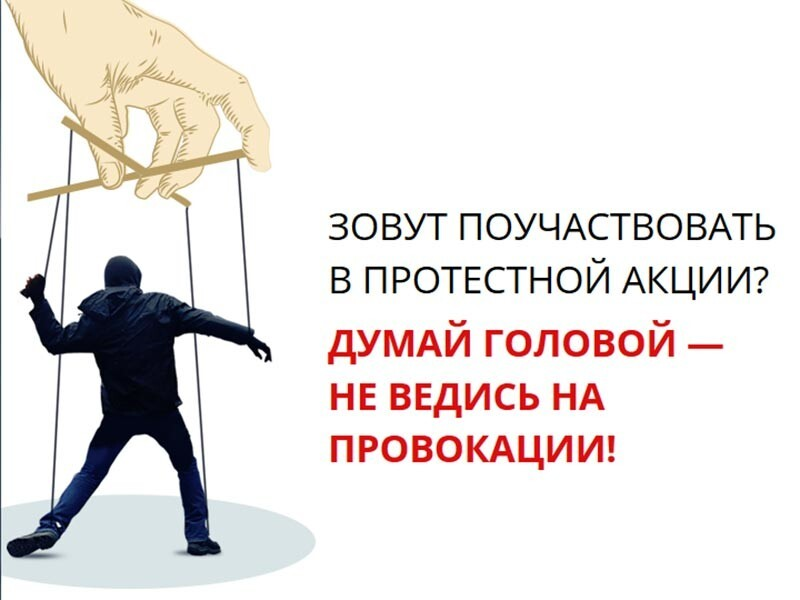 ЗОВУТ ПОУЧАСТВОВАТЬ
В ПРОТЕСТНОЙ АКЦИИ?
ДУМАЙ ГОЛОВОЙ —
НЕ ВЕДИСЬ НА
ПРОВОКАЦИИ!